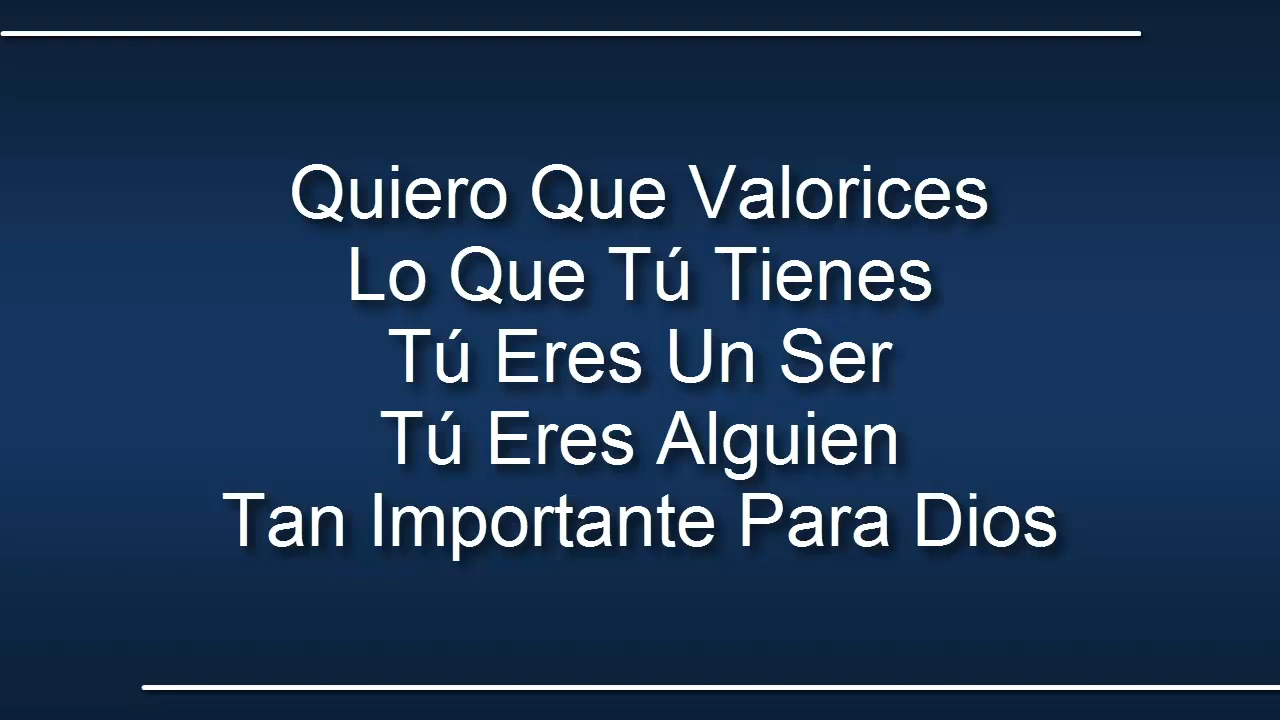 Quiero Que Valorices
Lo Que Tú Tienes
Tú Eres Un Ser
Tú Eres Alguien
Tan Importante Para Dios